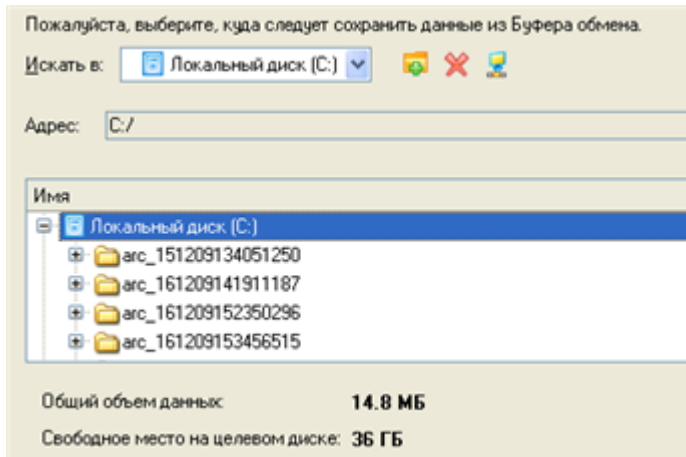 Пожалуйста, выберите, куда следует сохранить данные из Буфера обмена.
Искать в: Локальный диск (C:)
Адрес: C:/
Имя
Локальный диск (C:)
arc_151209134051250
arc_161209141911187
arc_161209152350296
arc_161209153456515
Общий объем данных: 14.8 МБ
Свободное место на целевом диске: 36 ГБ